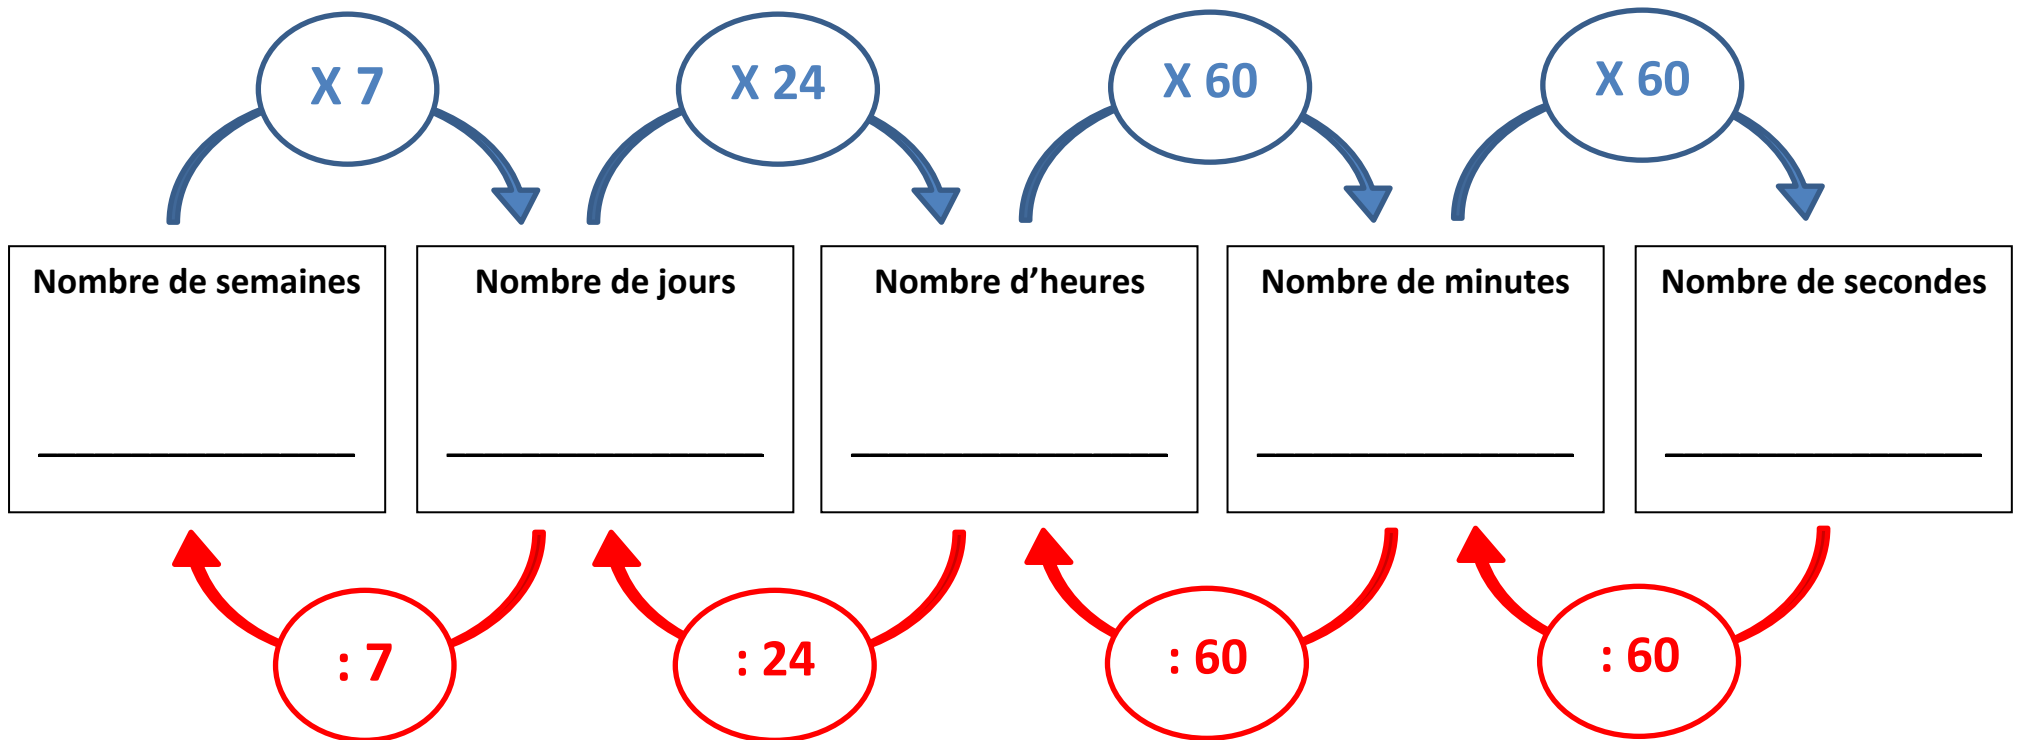 X 7
X 24
X 60
X 60
Nombre de semaines
Nombre de jours
Nombre d’heures
Nombre de minutes
Nombre de secondes
: 7
: 24
: 60
: 60